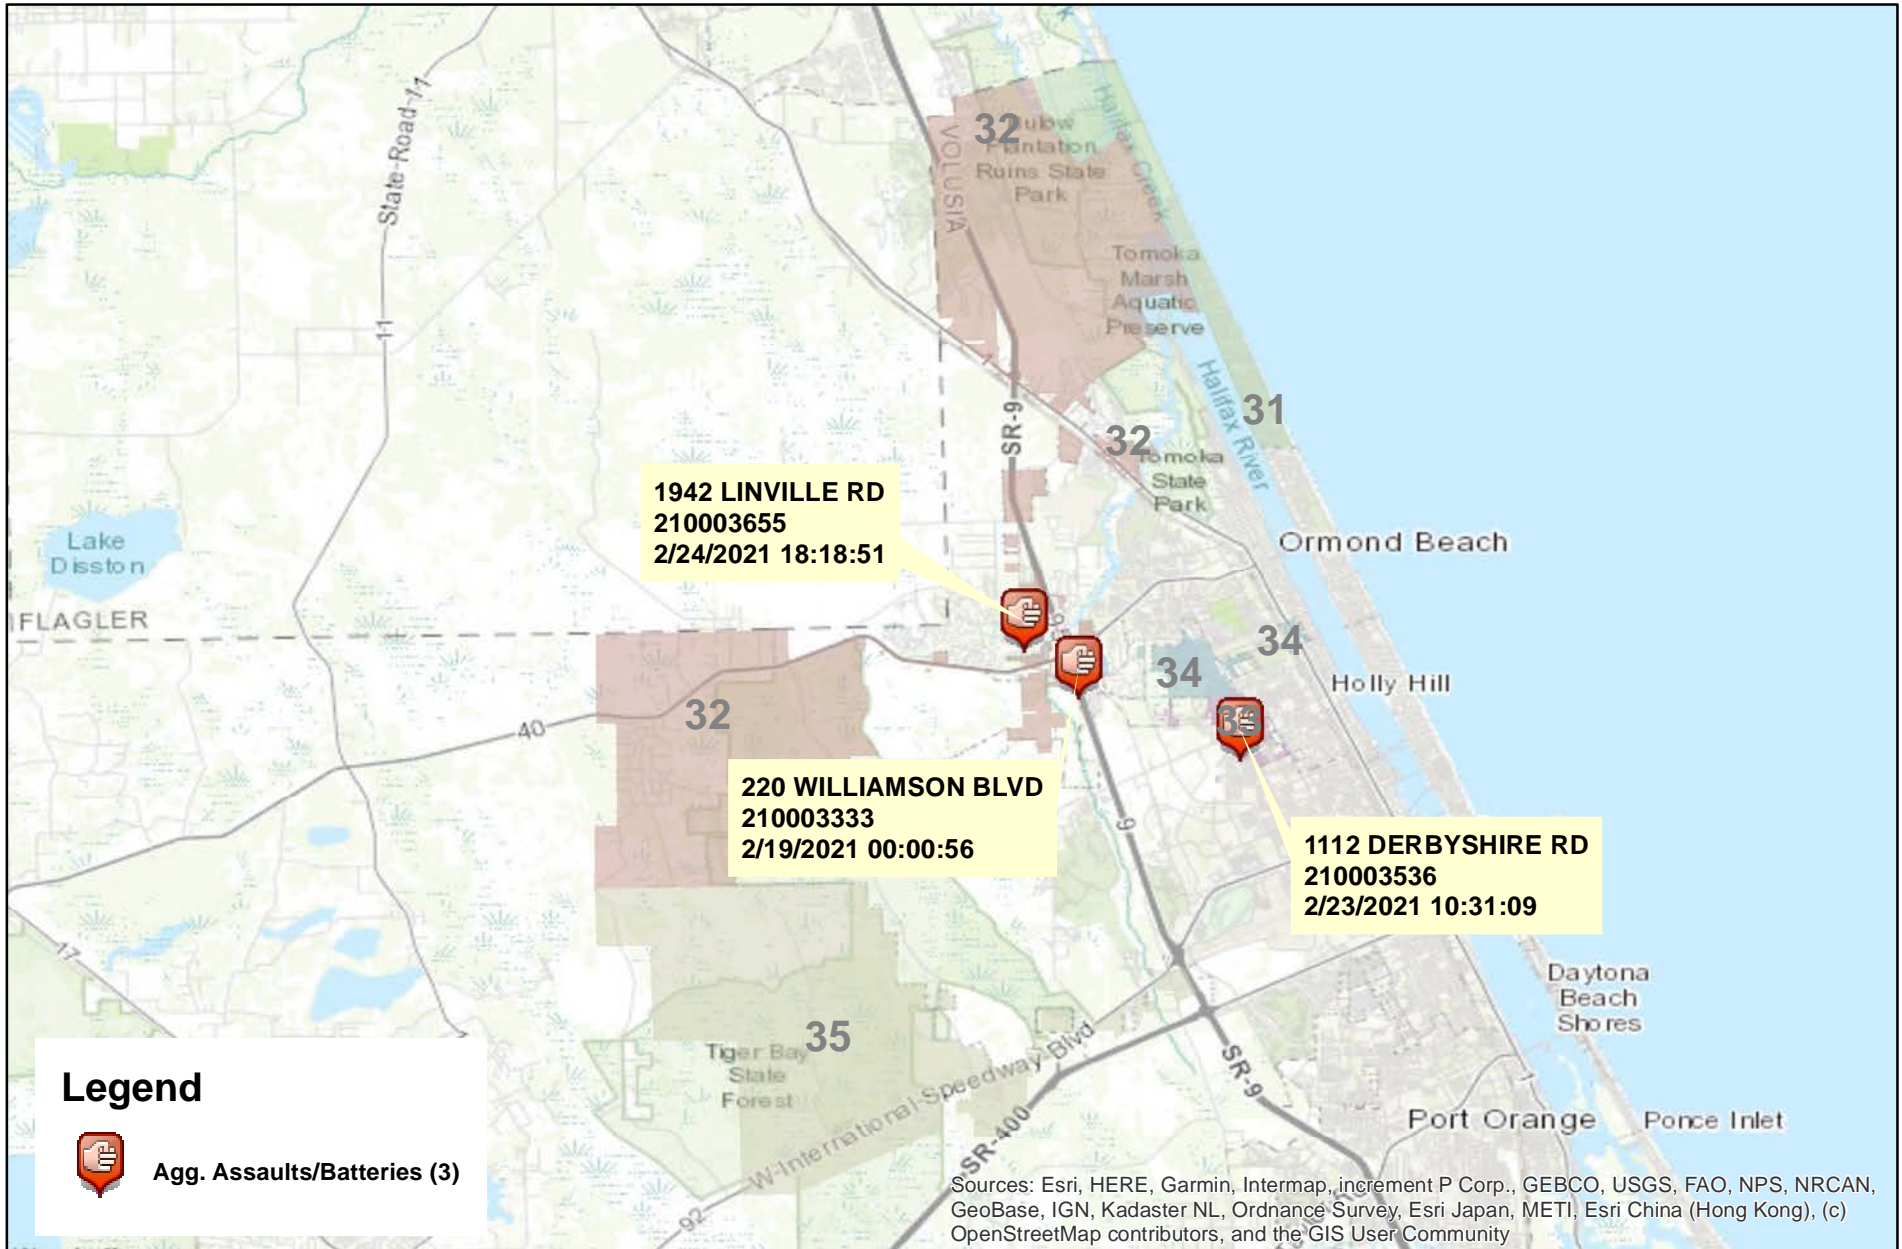 32
Bulow
Plantation
Ruins State
Park
Halifax Creek
VOLUSIA
State-Road-11
11
Tomoka
Marsh
Aquatic
Preserve
Halifax River
31
SR-9
32
Tomoka
State
Park
1942 LINVILLE RD
210003655
2/24/2021 18:18:51
Ormond Beach
Lake
Disston
FLAGLER
95
34
34
Holly Hill
33
32
40
220 WILLIAMSON BLVD
210003333
2/19/2021 00:00:56
9
1112 DERBYSHIRE RD
210003536
2/23/2021 10:31:09
17
Daytona
Beach
Shores
35
Tiger Bay
State
Forest
W-International-Speedway-Blvd
SR-9
SR-400
1
Port Orange
Ponce Inlet
92
Legend
Agg. Assaults/Batteries (3)
Sources: Esri, HERE, Garmin, Intermap, increment P Corp., GEBCO, USGS, FAO, NPS, NRCAN,
GeoBase, IGN, Kadaster NL, Ordnance Survey, Esri Japan, METI, Esri China (Hong Kong), (c)
OpenStreetMap contributors, and the GIS User Community